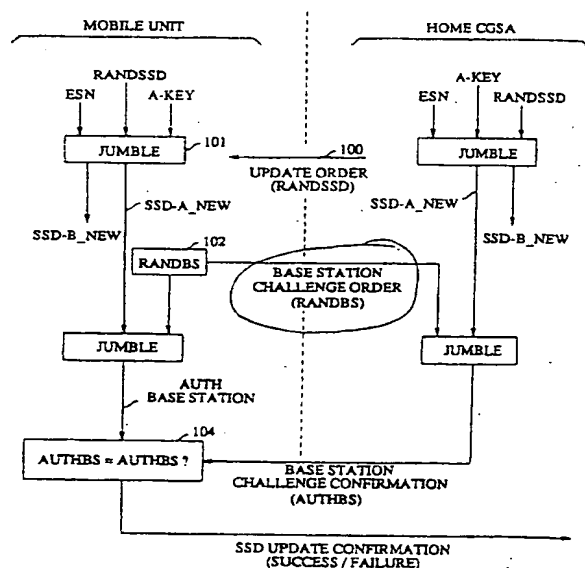 MOBILE UNIT
HOME CGSA
RANDSSD
ESN
A-KEY
A-KEY
ESN
RANDSSD
JUMBLE
101
100
JUMBLE
UPDATE ORDER
(RANDSSD)
SSD-A_NEW
SSD-A_NEW
SSD-B_NEW
SSD-B_NEW
102
RANDBS
BASE STATION
CHALLENGE ORDER
(RANDBS)
JUMBLE
JUMBLE
AUTH
BASE STATION
104
AUTHBS = AUTHBS ?
BASE STATION
CHALLENGE CONFIRMATION
(AUTHBS)
SSD UPDATE CONFIRMATION
(SUCCESS / FAILURE)